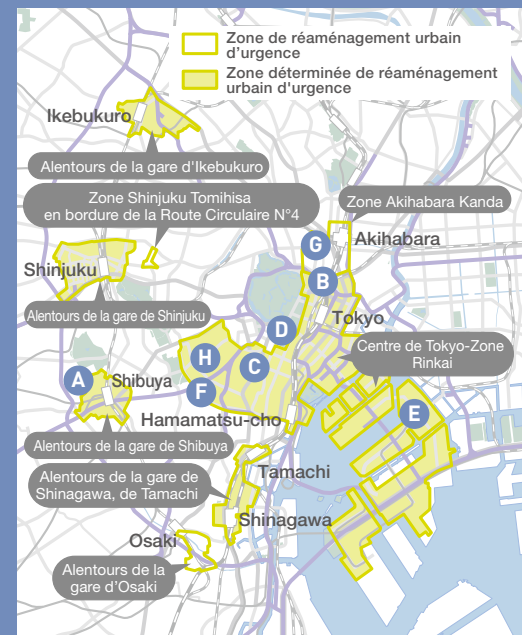 Zone de réaménagement urbain
d'urgence
Zone déterminée de réaménagement
urbain d'urgence
Ikebukuro
Alentours de la gare d'Ikebukuro
Zone Shinjuku Tomihisa
en bordure de la Route Circulaire N°4
Zone Akihabara Kanda
G
Akihabara
Shinjuku
B
Alentours de la gare de Shinjuku
Tokyo
D
Centre de Tokyo-Zone
Rinkai
H
C
A
Shibuya
F
E
Hamamatsu-cho
Alentours de la gare de Shibuya
Alentours de la gare de
Shinagawa, de Tamachi
Tamachi
Shinagawa
Osaki
Alentours de la
gare d'Osaki